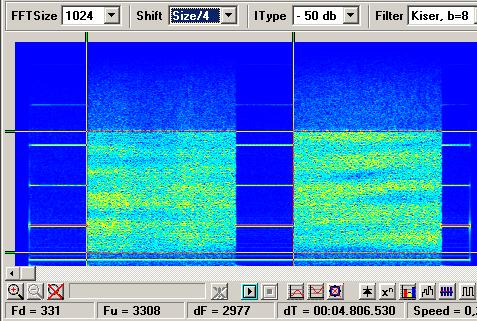 FFTSize 1024 Shift Size/4 IType - 50 db Filter Kiser, b=8
Fd = 331 Fu = 3308 dF = 2977 dT = 00:04.806.530 Speed = 0,